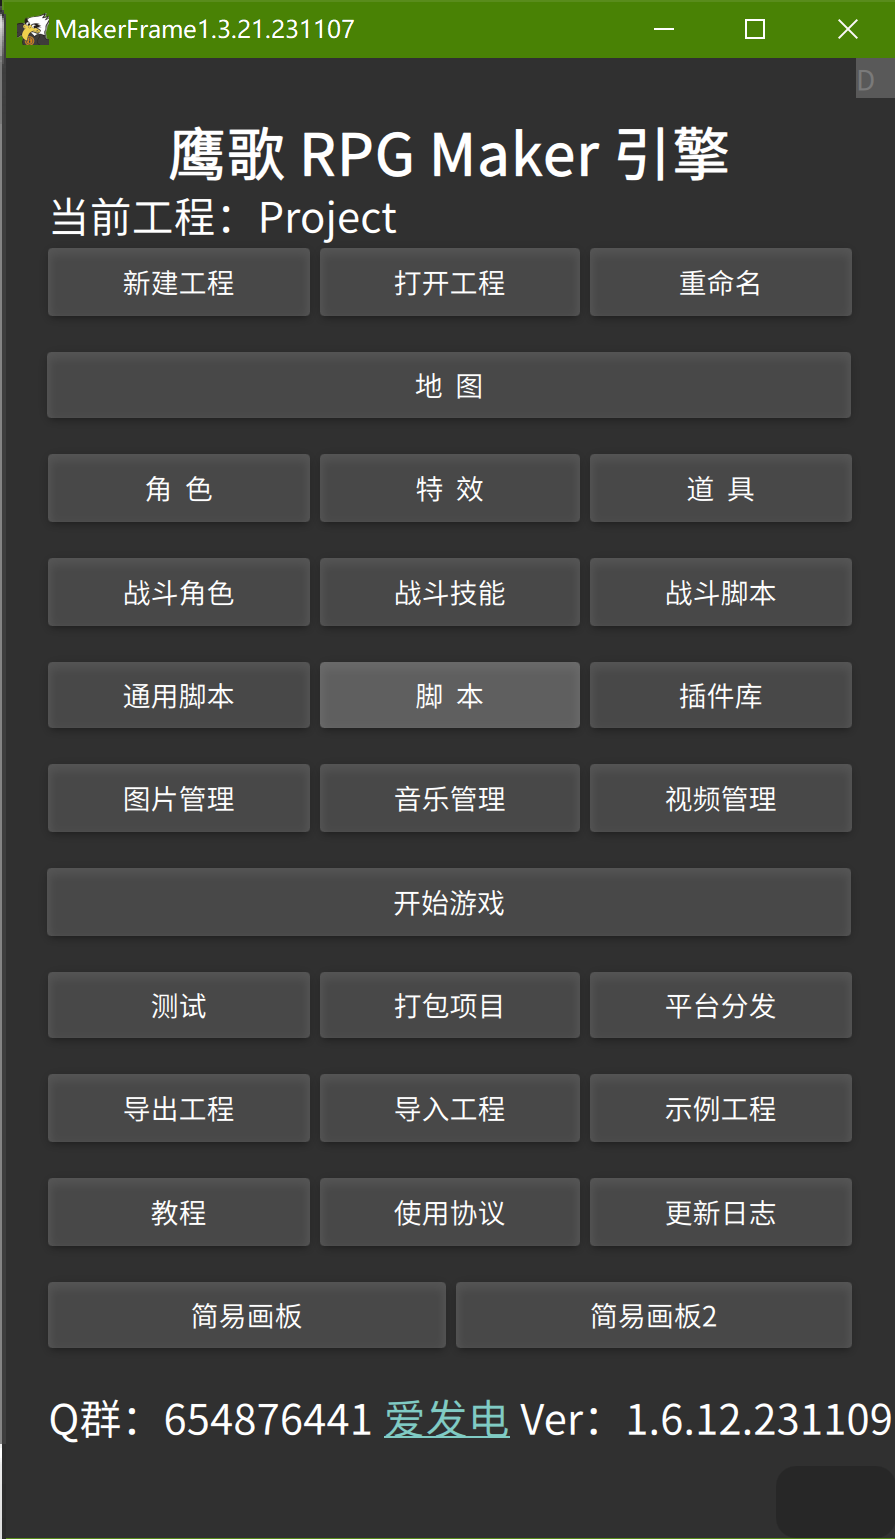 MakerFrame1.3.21.231107
D
鹰歌 RPG Maker 引擎
当前工程：Project
新建工程 打开工程 重命名
地 图
角 色 特 效 道 具
战斗角色 战斗技能 战斗脚本
通用脚本 脚 本 插件库
图片管理 音乐管理 视频管理
开始游戏
测试 打包项目 平台分发
导出工程 导入工程 示例工程
教程 使用协议 更新日志
简易画板 简易画板2
Q群：654876441 爱发电 Ver：1.6.12.231109